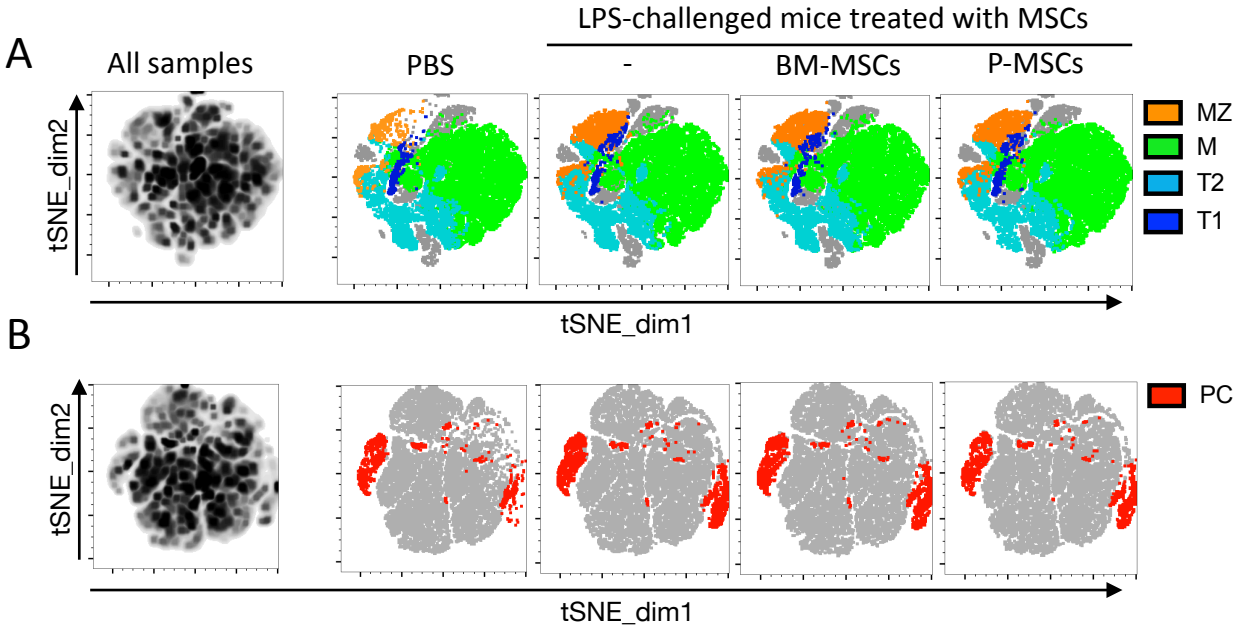 LPS-challenged mice treated with MSCs
A
All samples
PBS
-
BM-MSCs
P-MSCs
tSNE_dim2
MZ
M
T2
T1
tSNE_dim1
B
tSNE_dim2
PC
tSNE_dim1